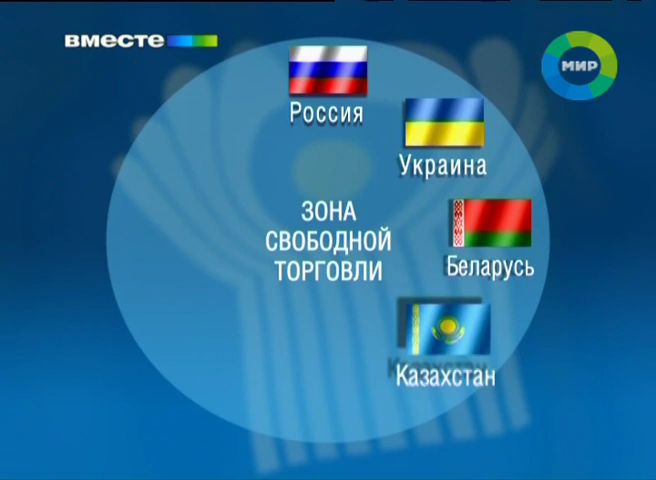 вместе
МИР
Россия
Украина
ЗОНА
СВОБОДНОЙ
ТОРГОВЛИ
Беларусь
Казахстан